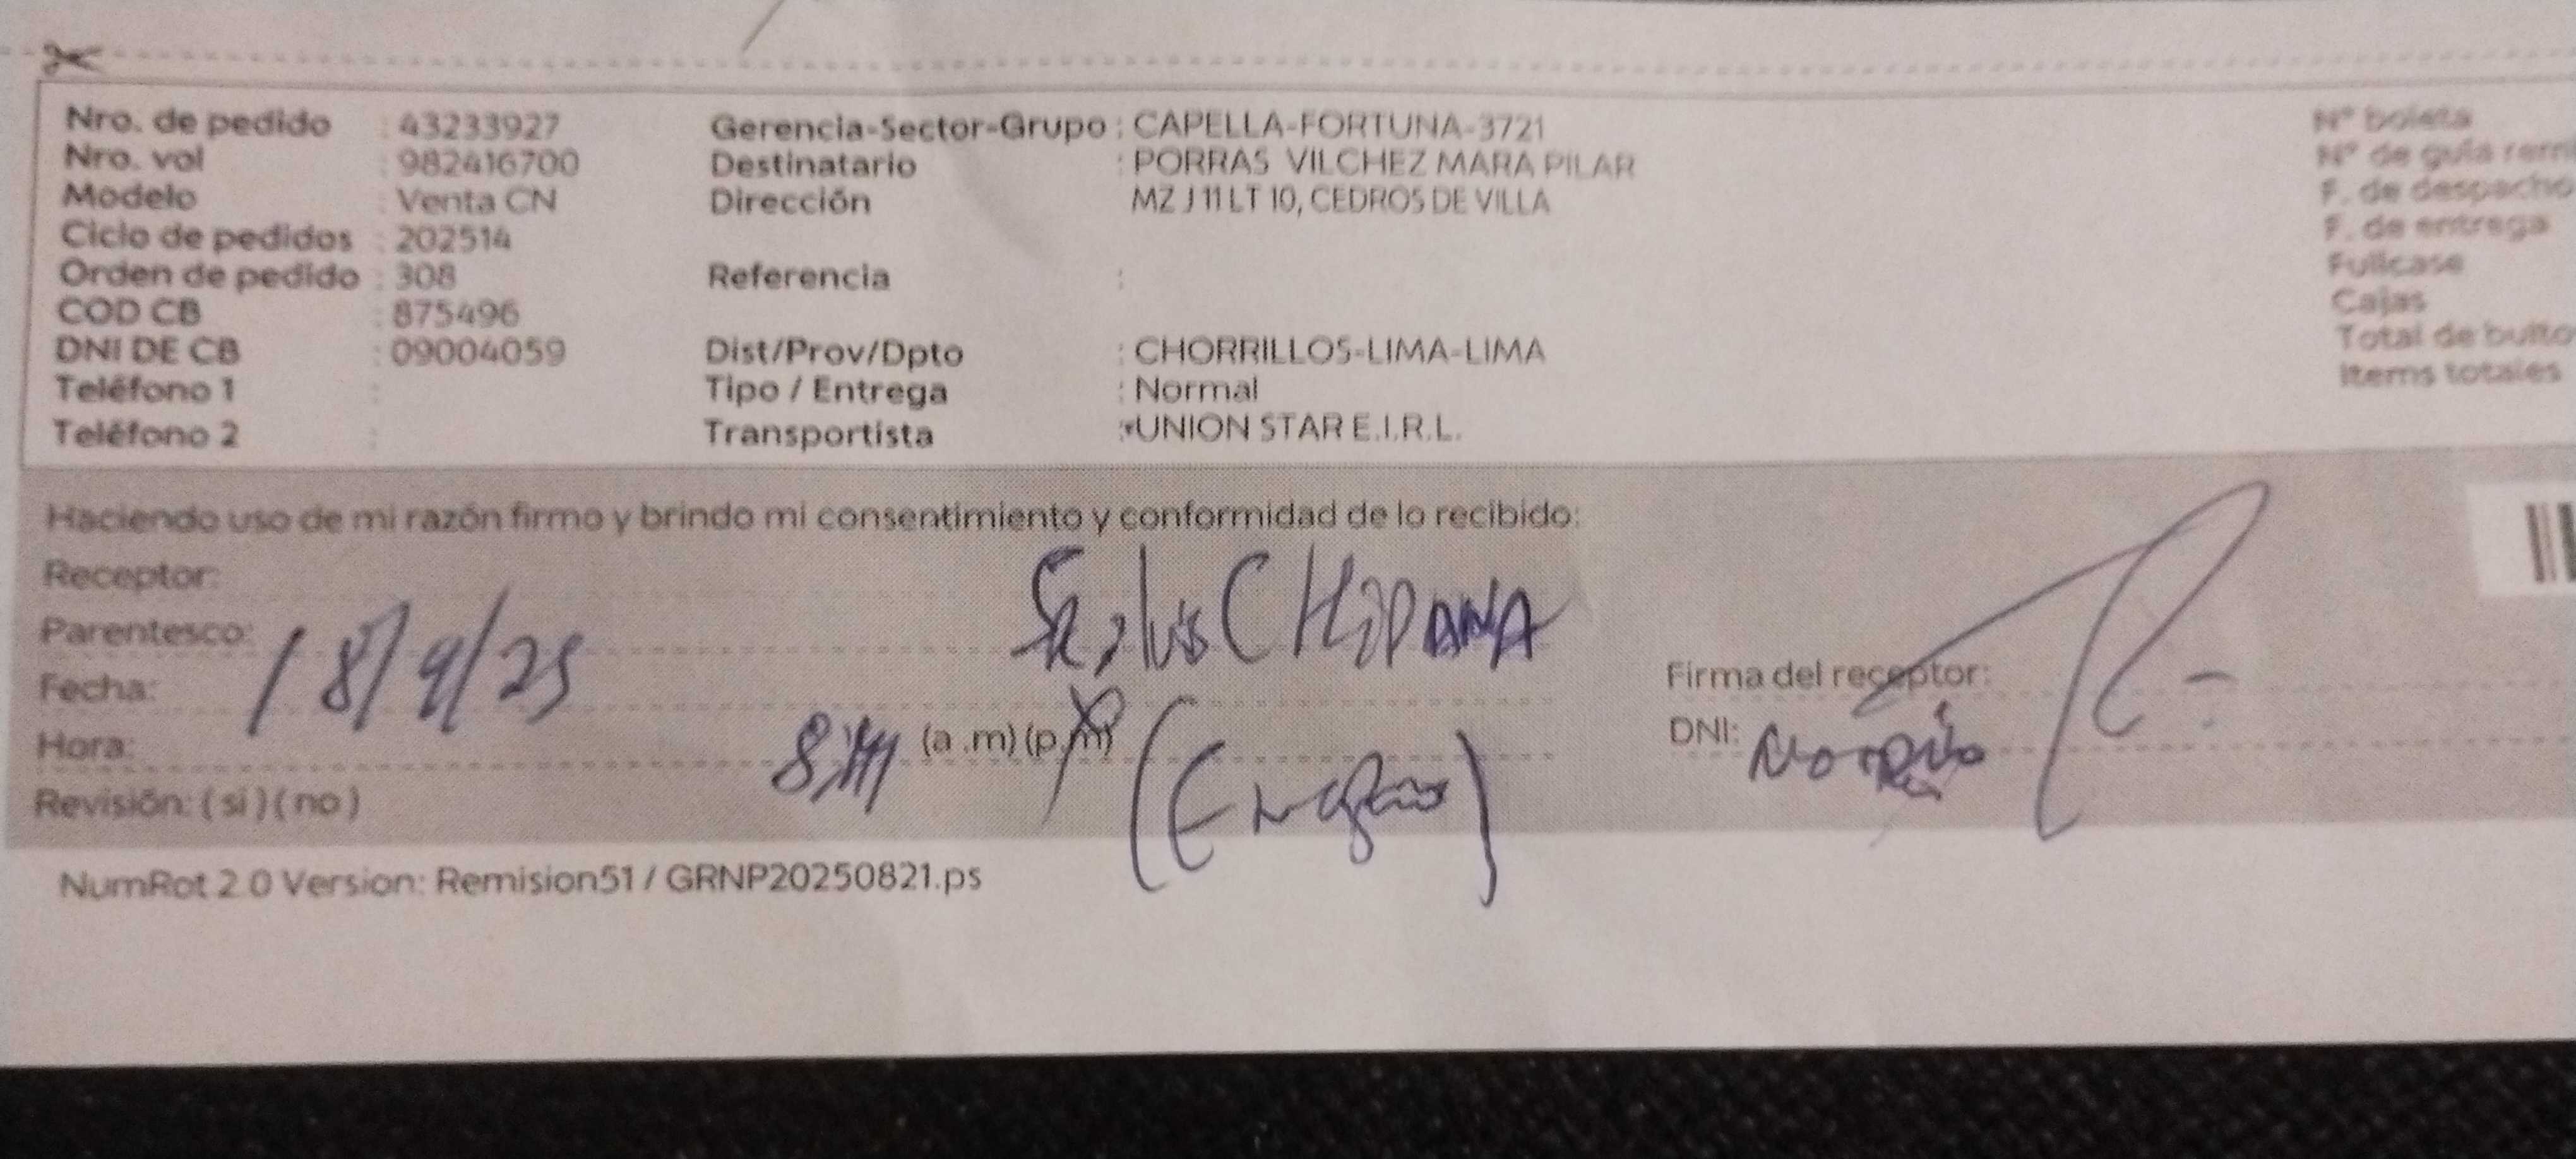 Nro. de pedido : 43233927
Nro. vol : 982416700
Modelo : Venta CN
Ciclo de pedidos : 202514
Orden de pedido : 308
COD CB : 875496
DNI DE CB : 09004059
Teléfono 1 :
Teléfono 2 :
Gerencia-Sector-Grupo : CAPELLA-FORTUNA-3721
Destinatario : PORRAS VILCHEZ MARA PILAR
Dirección MZ J 11 LT 10, CEDROS DE VILLA
Referencia :
Dist/Prov/Dpto : CHORRILLOS-LIMA-LIMA
Tipo / Entrega : Normal
Transportista : UNION STAR E.I.R.L.
N° boleta
N° de guía remi
F. de despacho
F. de entrega
Fullcase
Cajas
Total de bulto
Items totales
Haciendo uso de mi razón firmo y brindo mi consentimiento y conformidad de lo recibido:
Receptor:
CHIPANA
Parentesco:
Fecha: 18/9/25
Hora: (a .m) (p.m)
Revisión: ( si ) ( no )
Firma del receptor:
DNI:
NumRot 2.0 Version: Remision51 / GRNP20250821.ps